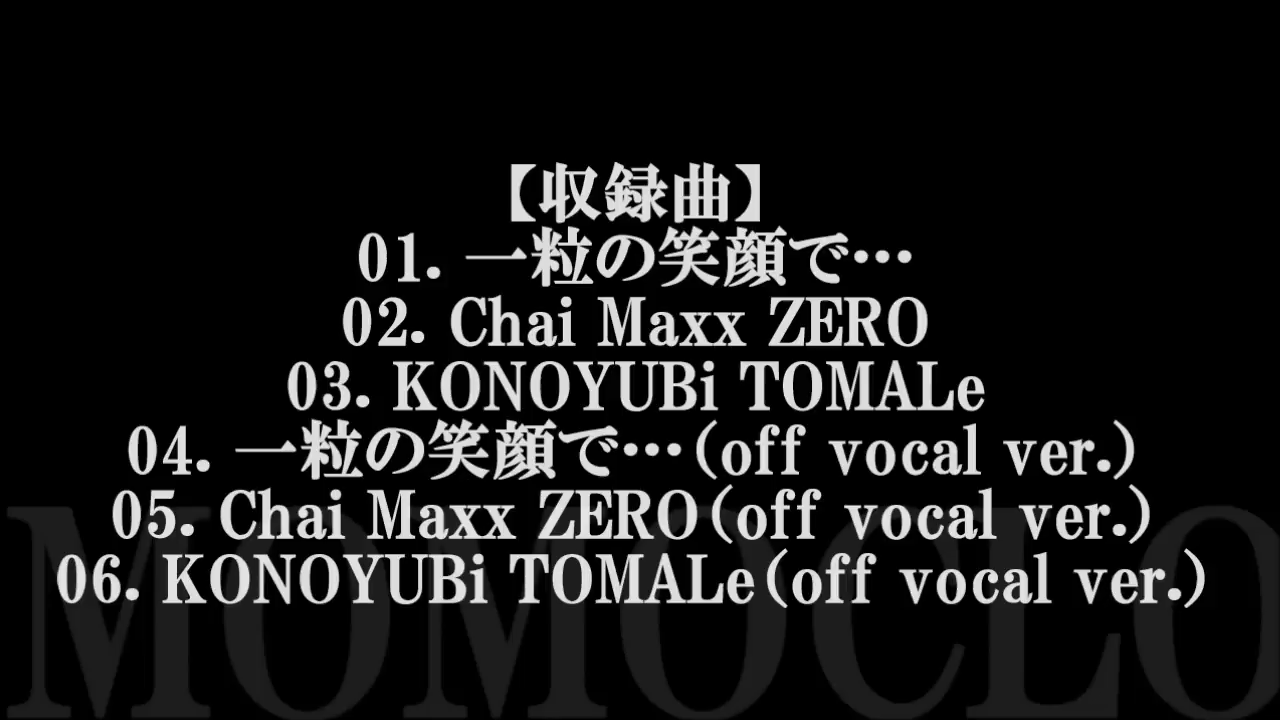 【収録曲】
01. 一粒の笑顔で…
02. Chai Maxx ZERO
03. KONOYUBi TOMALe
04. 一粒の笑顔で…(off vocal ver.)
05. Chai Maxx ZERO(off vocal ver.)
06. KONOYUBi TOMALe(off vocal ver.)
MOMOCLO